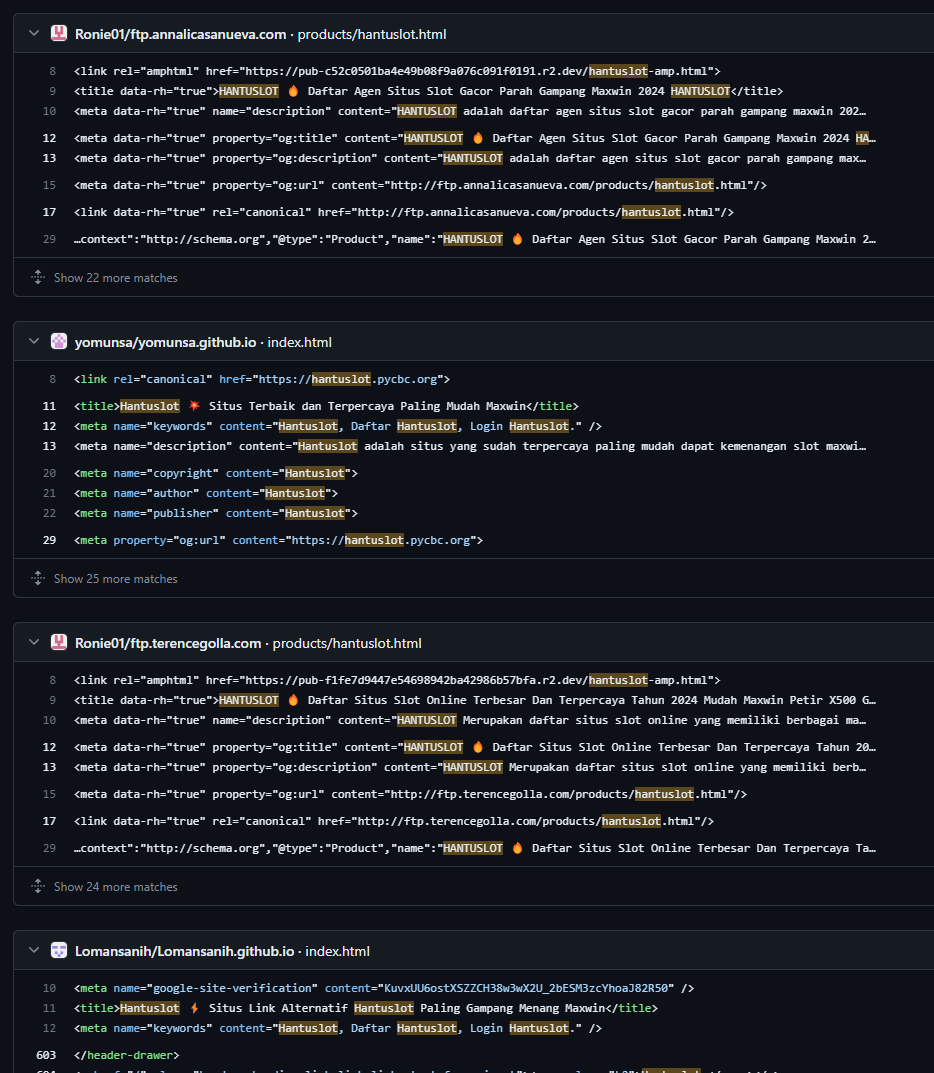 Ronie01/ftp.annalicasanueva.com · products/hantuslot.html
8 <link rel="amphtml" href="https://pub-c52c0501ba4e49b08f9a076c091f0191.r2.dev/hantuslot-amp.html">
9 <title data-rh="true">HANTUSLOT 🔥 Daftar Agen Situs Slot Gacor Parah Gampang Maxwin 2024 HANTUSLOT</title>
10 <meta data-rh="true" name="description" content="HANTUSLOT adalah daftar agen situs slot gacor parah gampang maxwin 202…
12 <meta data-rh="true" property="og:title" content="HANTUSLOT 🔥 Daftar Agen Situs Slot Gacor Parah Gampang Maxwin 2024 HA…
13 <meta data-rh="true" property="og:description" content="HANTUSLOT adalah daftar agen situs slot gacor parah gampang max…
15 <meta data-rh="true" property="og:url" content="http://ftp.annalicasanueva.com/products/hantuslot.html"/>
17 <link data-rh="true" rel="canonical" href="http://ftp.annalicasanueva.com/products/hantuslot.html"/>
29 …context":"http://schema.org","@type":"Product","name":"HANTUSLOT 🔥 Daftar Agen Situs Slot Gacor Parah Gampang Maxwin 2…
Show 22 more matches
yomunsa/yomunsa.github.io · index.html
8 <link rel="canonical" href="https://hantuslot.pycbc.org">
11 <title>Hantuslot 💥 Situs Terbaik dan Terpercaya Paling Mudah Maxwin</title>
12 <meta name="keywords" content="Hantuslot, Daftar Hantuslot, Login Hantuslot." />
13 <meta name="description" content="Hantuslot adalah situs yang sudah terpercaya paling mudah dapat kemenangan slot maxwi…
20 <meta name="copyright" content="Hantuslot">
21 <meta name="author" content="Hantuslot">
22 <meta name="publisher" content="Hantuslot">
29 <meta property="og:url" content="https://hantuslot.pycbc.org">
Show 25 more matches
Ronie01/ftp.terencegolla.com · products/hantuslot.html
8 <link rel="amphtml" href="https://pub-f1fe7d9447e54698942ba42986b57bfa.r2.dev/hantuslot-amp.html">
9 <title data-rh="true">HANTUSLOT 🔥 Daftar Situs Slot Online Terbesar Dan Terpercaya Tahun 2024 Mudah Maxwin Petir X500 G…
10 <meta data-rh="true" name="description" content="HANTUSLOT Merupakan daftar situs slot online yang memiliki berbagai ma…
12 <meta data-rh="true" property="og:title" content="HANTUSLOT 🔥 Daftar Situs Slot Online Terbesar Dan Terpercaya Tahun 20…
13 <meta data-rh="true" property="og:description" content="HANTUSLOT Merupakan daftar situs slot online yang memiliki berb…
15 <meta data-rh="true" property="og:url" content="http://ftp.terencegolla.com/products/hantuslot.html"/>
17 <link data-rh="true" rel="canonical" href="http://ftp.terencegolla.com/products/hantuslot.html"/>
29 …context":"http://schema.org","@type":"Product","name":"HANTUSLOT 🔥 Daftar Situs Slot Online Terbesar Dan Terpercaya Ta…
Show 24 more matches
Lomansanih/Lomansanih.github.io · index.html
10 <meta name="google-site-verification" content="KuvxUU6ostXSZZCH38w3wX2U_2bESM3zcYhoaJ82R50" />
11 <title>Hantuslot ⚡ Situs Link Alternatif Hantuslot Paling Gampang Menang Maxwin</title>
12 <meta name="keywords" content="Hantuslot, Daftar Hantuslot, Login Hantuslot." />
603 </header-drawer>